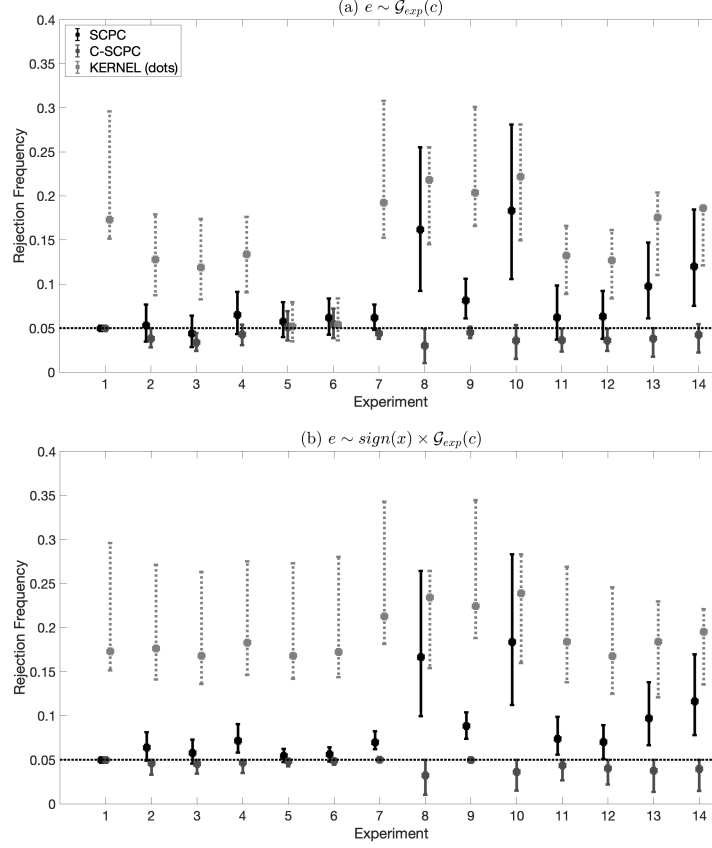 (a) e ∼ 𝒢exp(c)
0.4
0.35
0.3
0.25
0.2
0.15
0.1
0.05
0
Rejection Frequency
SCPC
C-SCPC
KERNEL (dots)
1 2 3 4 5 6 7 8 9 10 11 12 13 14
Experiment
(b) e ∼ sign(x) × 𝒢exp(c)
0.4
0.35
0.3
0.25
0.2
0.15
0.1
0.05
0
Rejection Frequency
1 2 3 4 5 6 7 8 9 10 11 12 13 14
Experiment